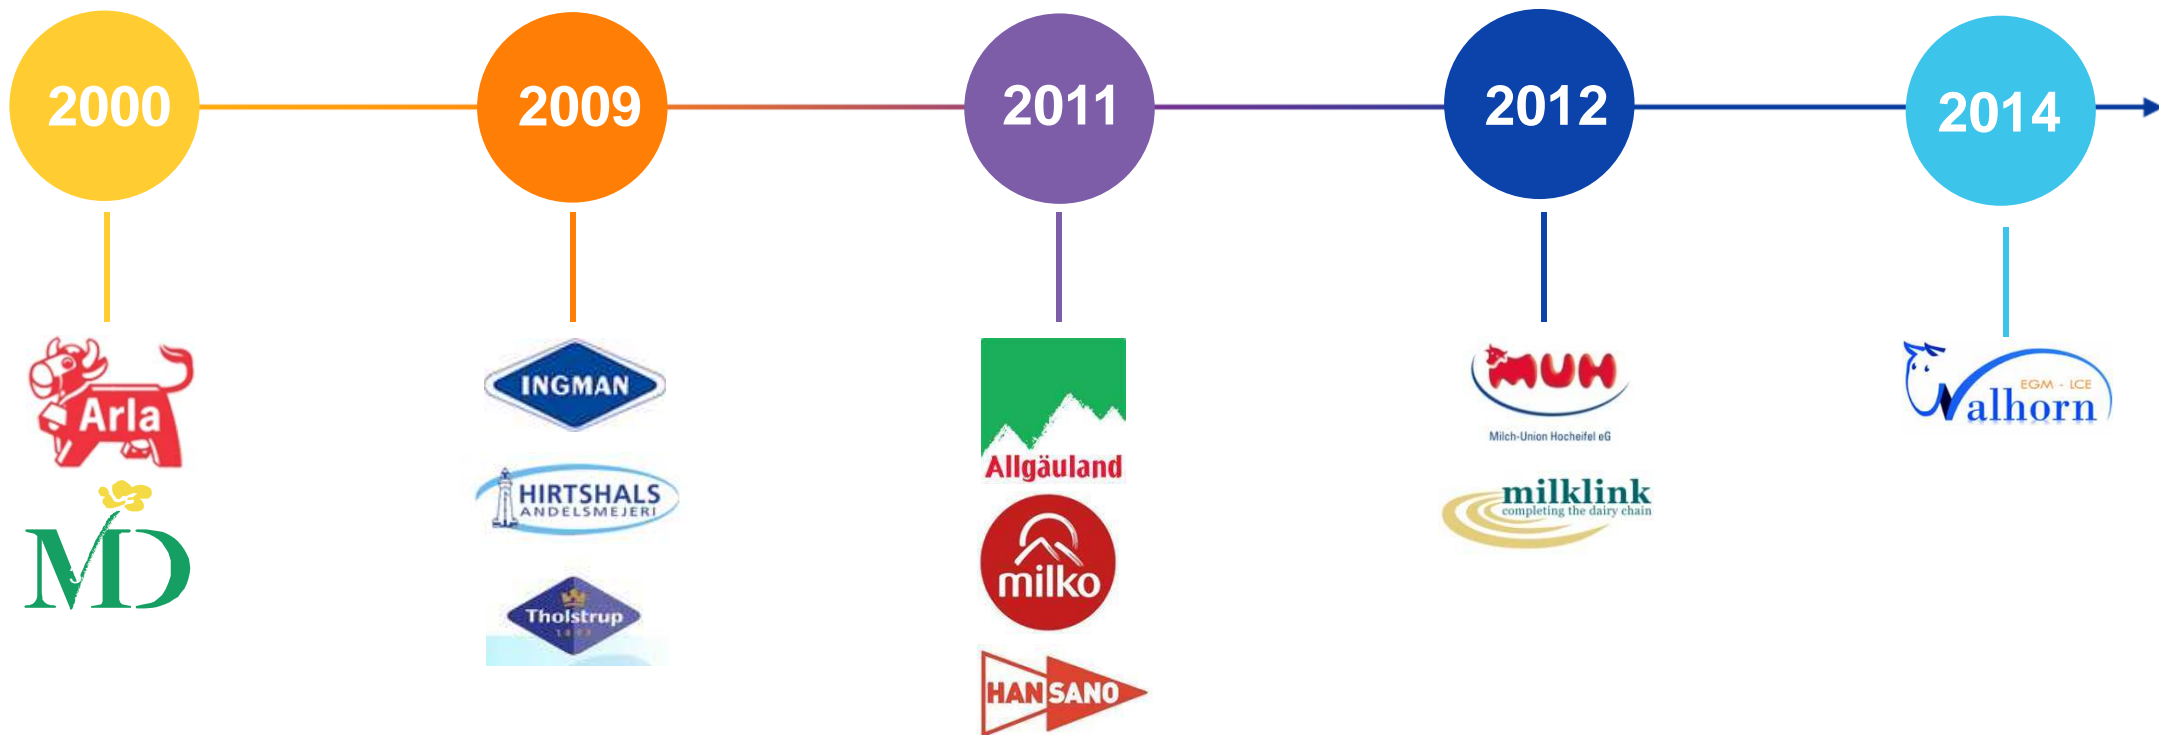 2000
2009
2011
2012
2014
Arla
MD
INGMAN
HIRTSHALS
ANDELSMEJERI
Tholstrup
Allgäuland
milko
HANSANO
MUH
Milch-Union Hocheifel eG
milklink
completing the dairy chain
EGM - LCE
Walhorn